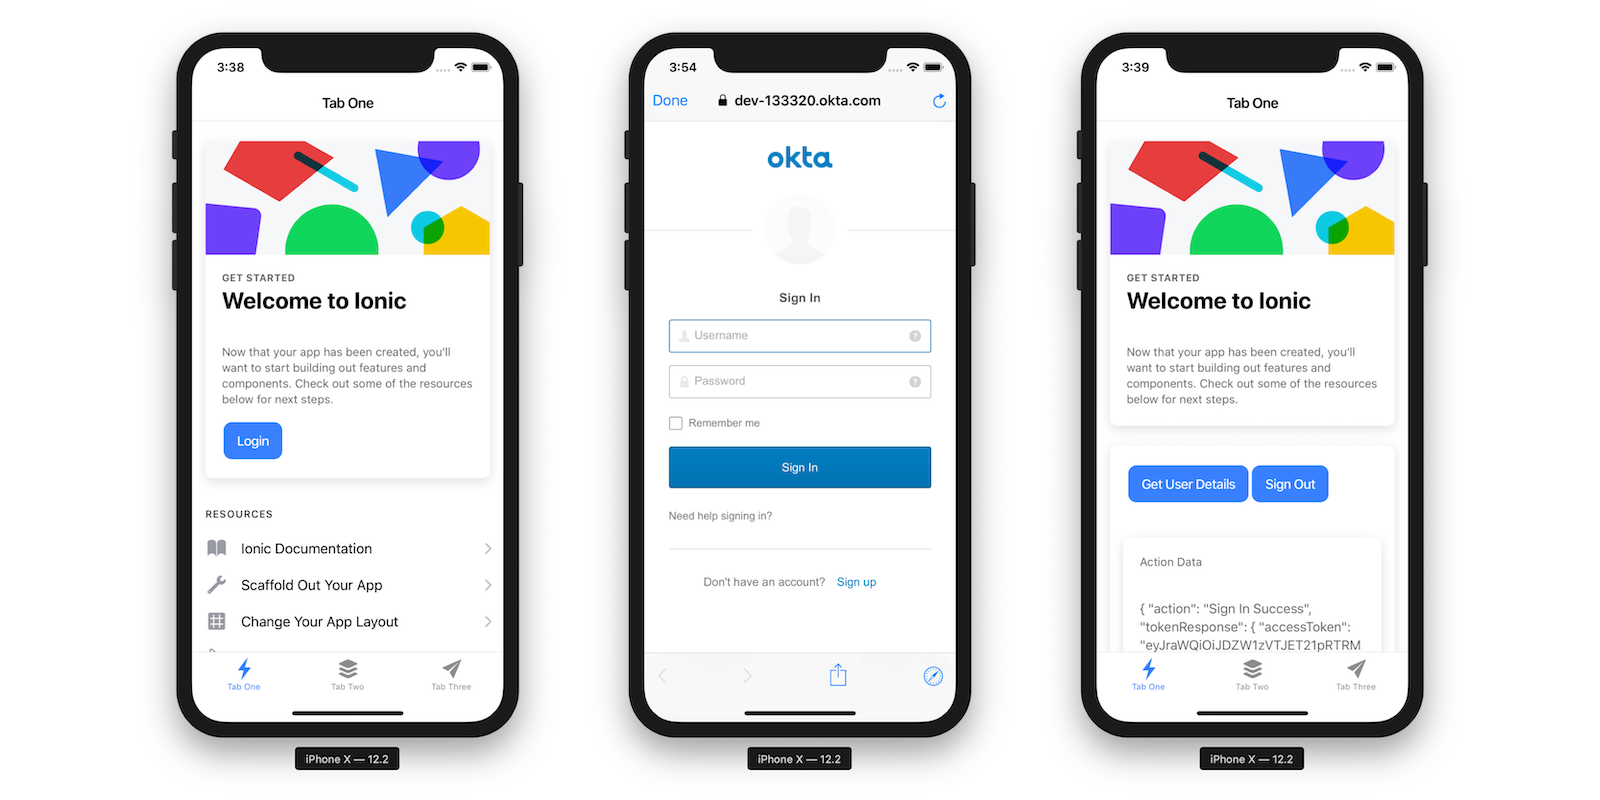 3:38
Tab One
GET STARTED
Welcome to Ionic
Now that your app has been created, you'll
want to start building out features and
components. Check out some of the resources
below for next steps.
Login
RESOURCES
Ionic Documentation
Scaffold Out Your App
Change Your App Layout
Tab One
Tab Two
Tab Three
iPhone X — 12.2
3:54
Done
dev-133320.okta.com
okta
Sign In
Username
?
Password
?
Remember me
Sign In
Need help signing in?
Don't have an account? Sign up
iPhone X — 12.2
3:39
Tab One
GET STARTED
Welcome to Ionic
Now that your app has been created, you'll
want to start building out features and
components. Check out some of the resources
below for next steps.
Get User Details
Sign Out
Action Data
{ "action": "Sign In Success",
"tokenResponse": { "accessToken":
"eyJraWQiOiJDZW1zVTJET21pRTRM
Tab One
Tab Two
Tab Three
iPhone X — 12.2